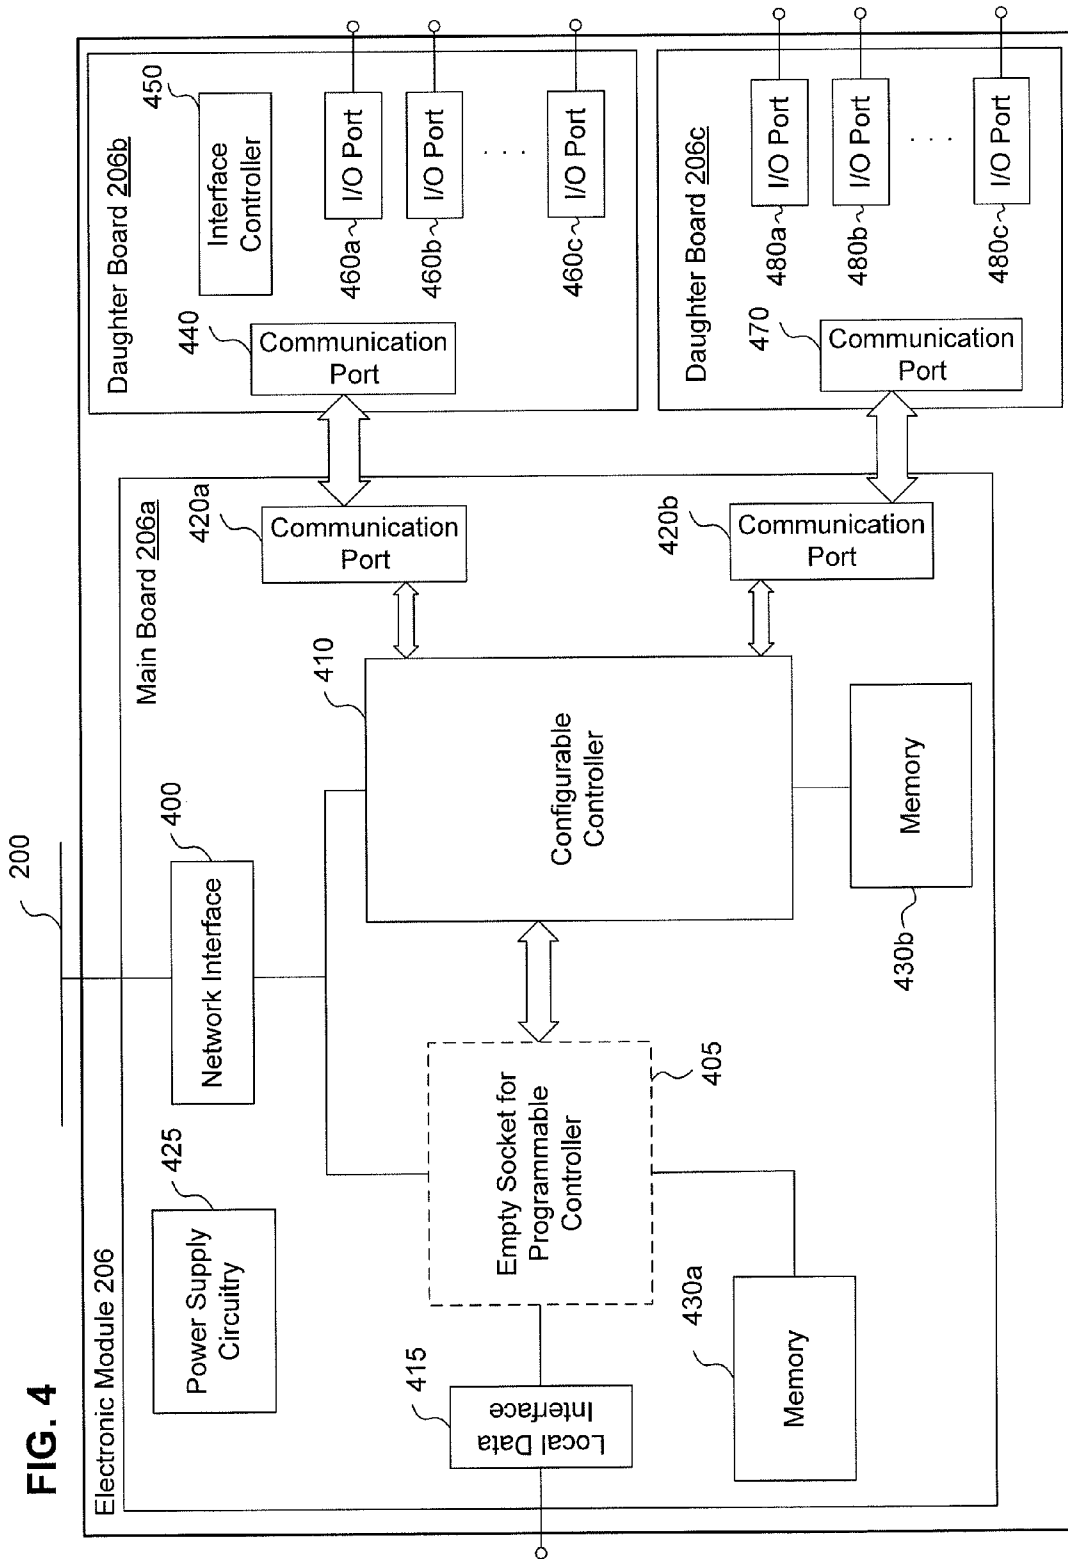 FIG. 4
200
Electronic Module 206
Main Board 206a
Power Supply
Circuitry
425
Network Interface
400
Local Data
Interface
415
Empty Socket for
Programmable
Controller
405
Configurable
Controller
410
Memory
430a
Memory
430b
Communication
Port
420a
Communication
Port
420b
Daughter Board 206b
Communication
Port
440
Interface
Controller
450
I/O Port
460a
I/O Port
460b
. . .
I/O Port
460c
Daughter Board 206c
Communication
Port
470
I/O Port
480a
I/O Port
480b
. . .
I/O Port
480c